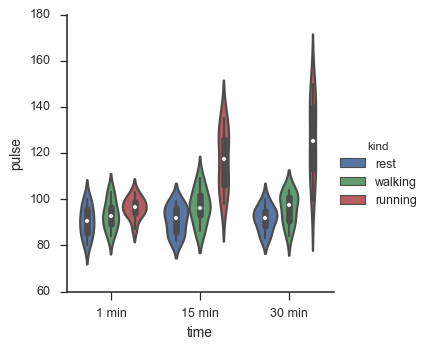 180
160
140
120
100
80
60
pulse
1 min
15 min
30 min
time
kind
rest
walking
running